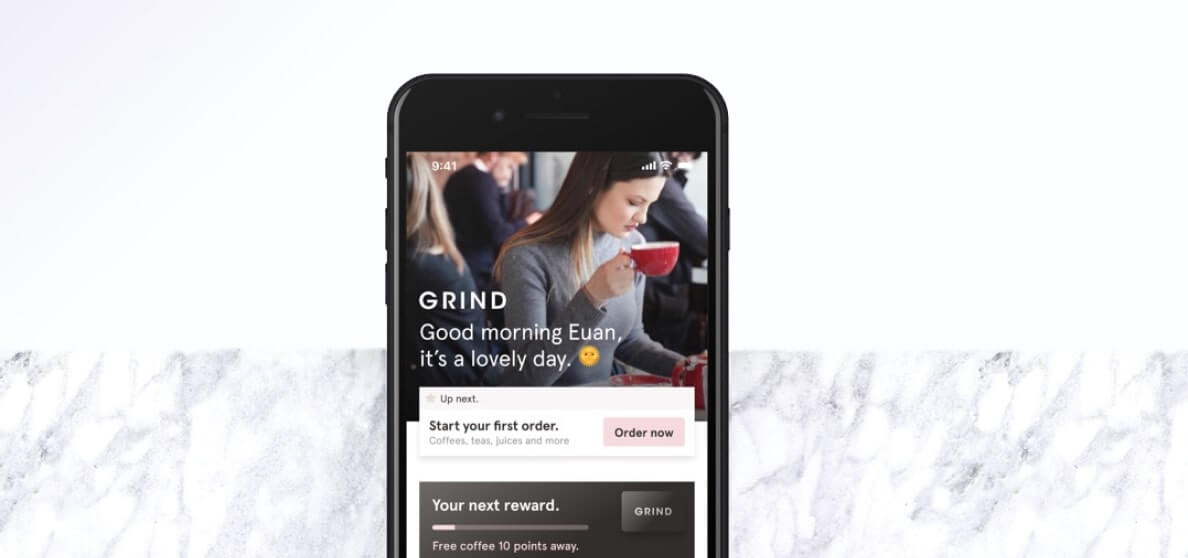 9:41
GRIND
Good morning Euan,
it's a lovely day. 🌞
Up next.
Start your first order.
Coffees, teas, juices and more
Order now
Your next reward.
GRIND
Free coffee 10 points away.